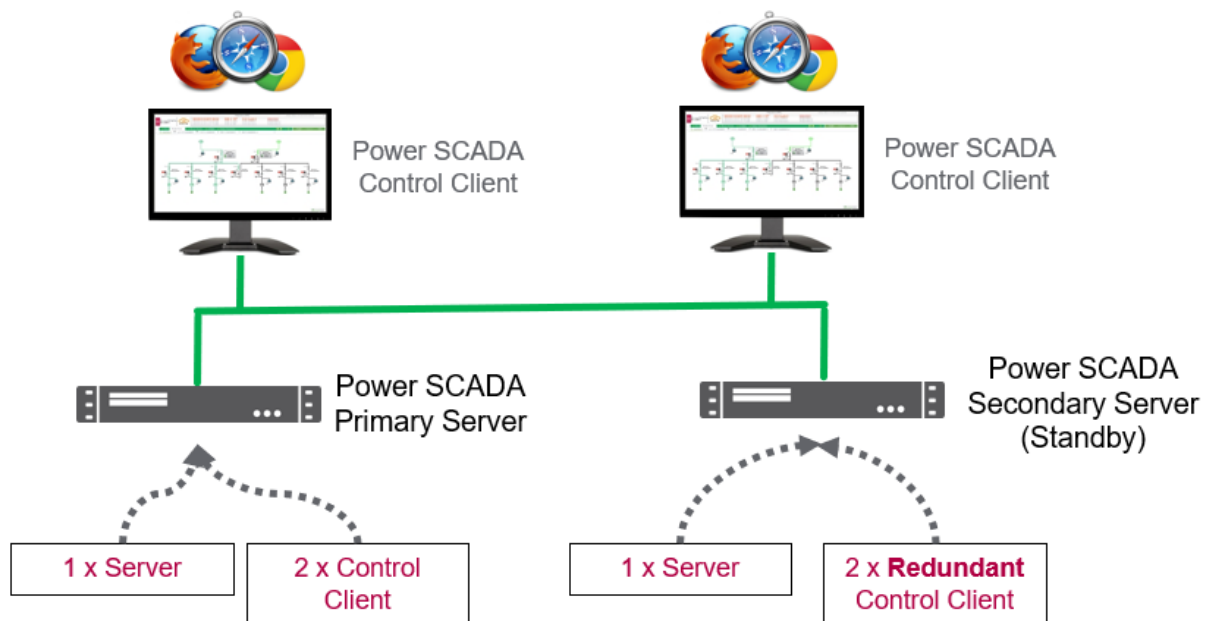 Power SCADA
Control Client
Power SCADA
Control Client
Power SCADA
Primary Server
Power SCADA
Secondary Server
(Standby)
1 x Server
2 x Control
Client
1 x Server
2 x Redundant
Control Client